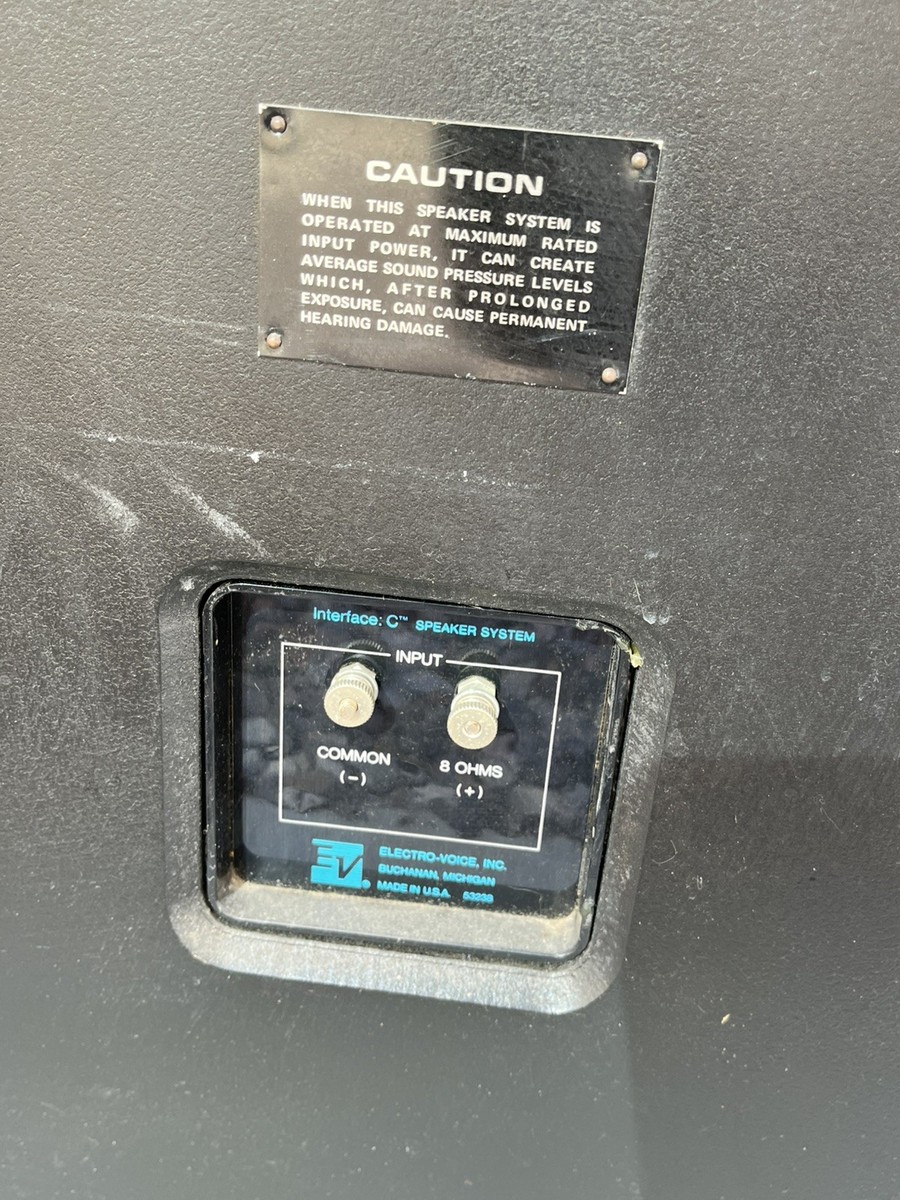 CAUTION
WHEN THIS SPEAKER SYSTEM IS
OPERATED AT MAXIMUM RATED
INPUT POWER, IT CAN CREATE
AVERAGE SOUND PRESSURE LEVELS
WHICH, AFTER PROLONGED
EXPOSURE, CAN CAUSE PERMANENT
HEARING DAMAGE.
Interface: C™ SPEAKER SYSTEM
INPUT
COMMON 8 OHMS
(-) (+)
EV® ELECTRO-VOICE, INC.
BUCHANAN, MICHIGAN
MADE IN U.S.A. 53239